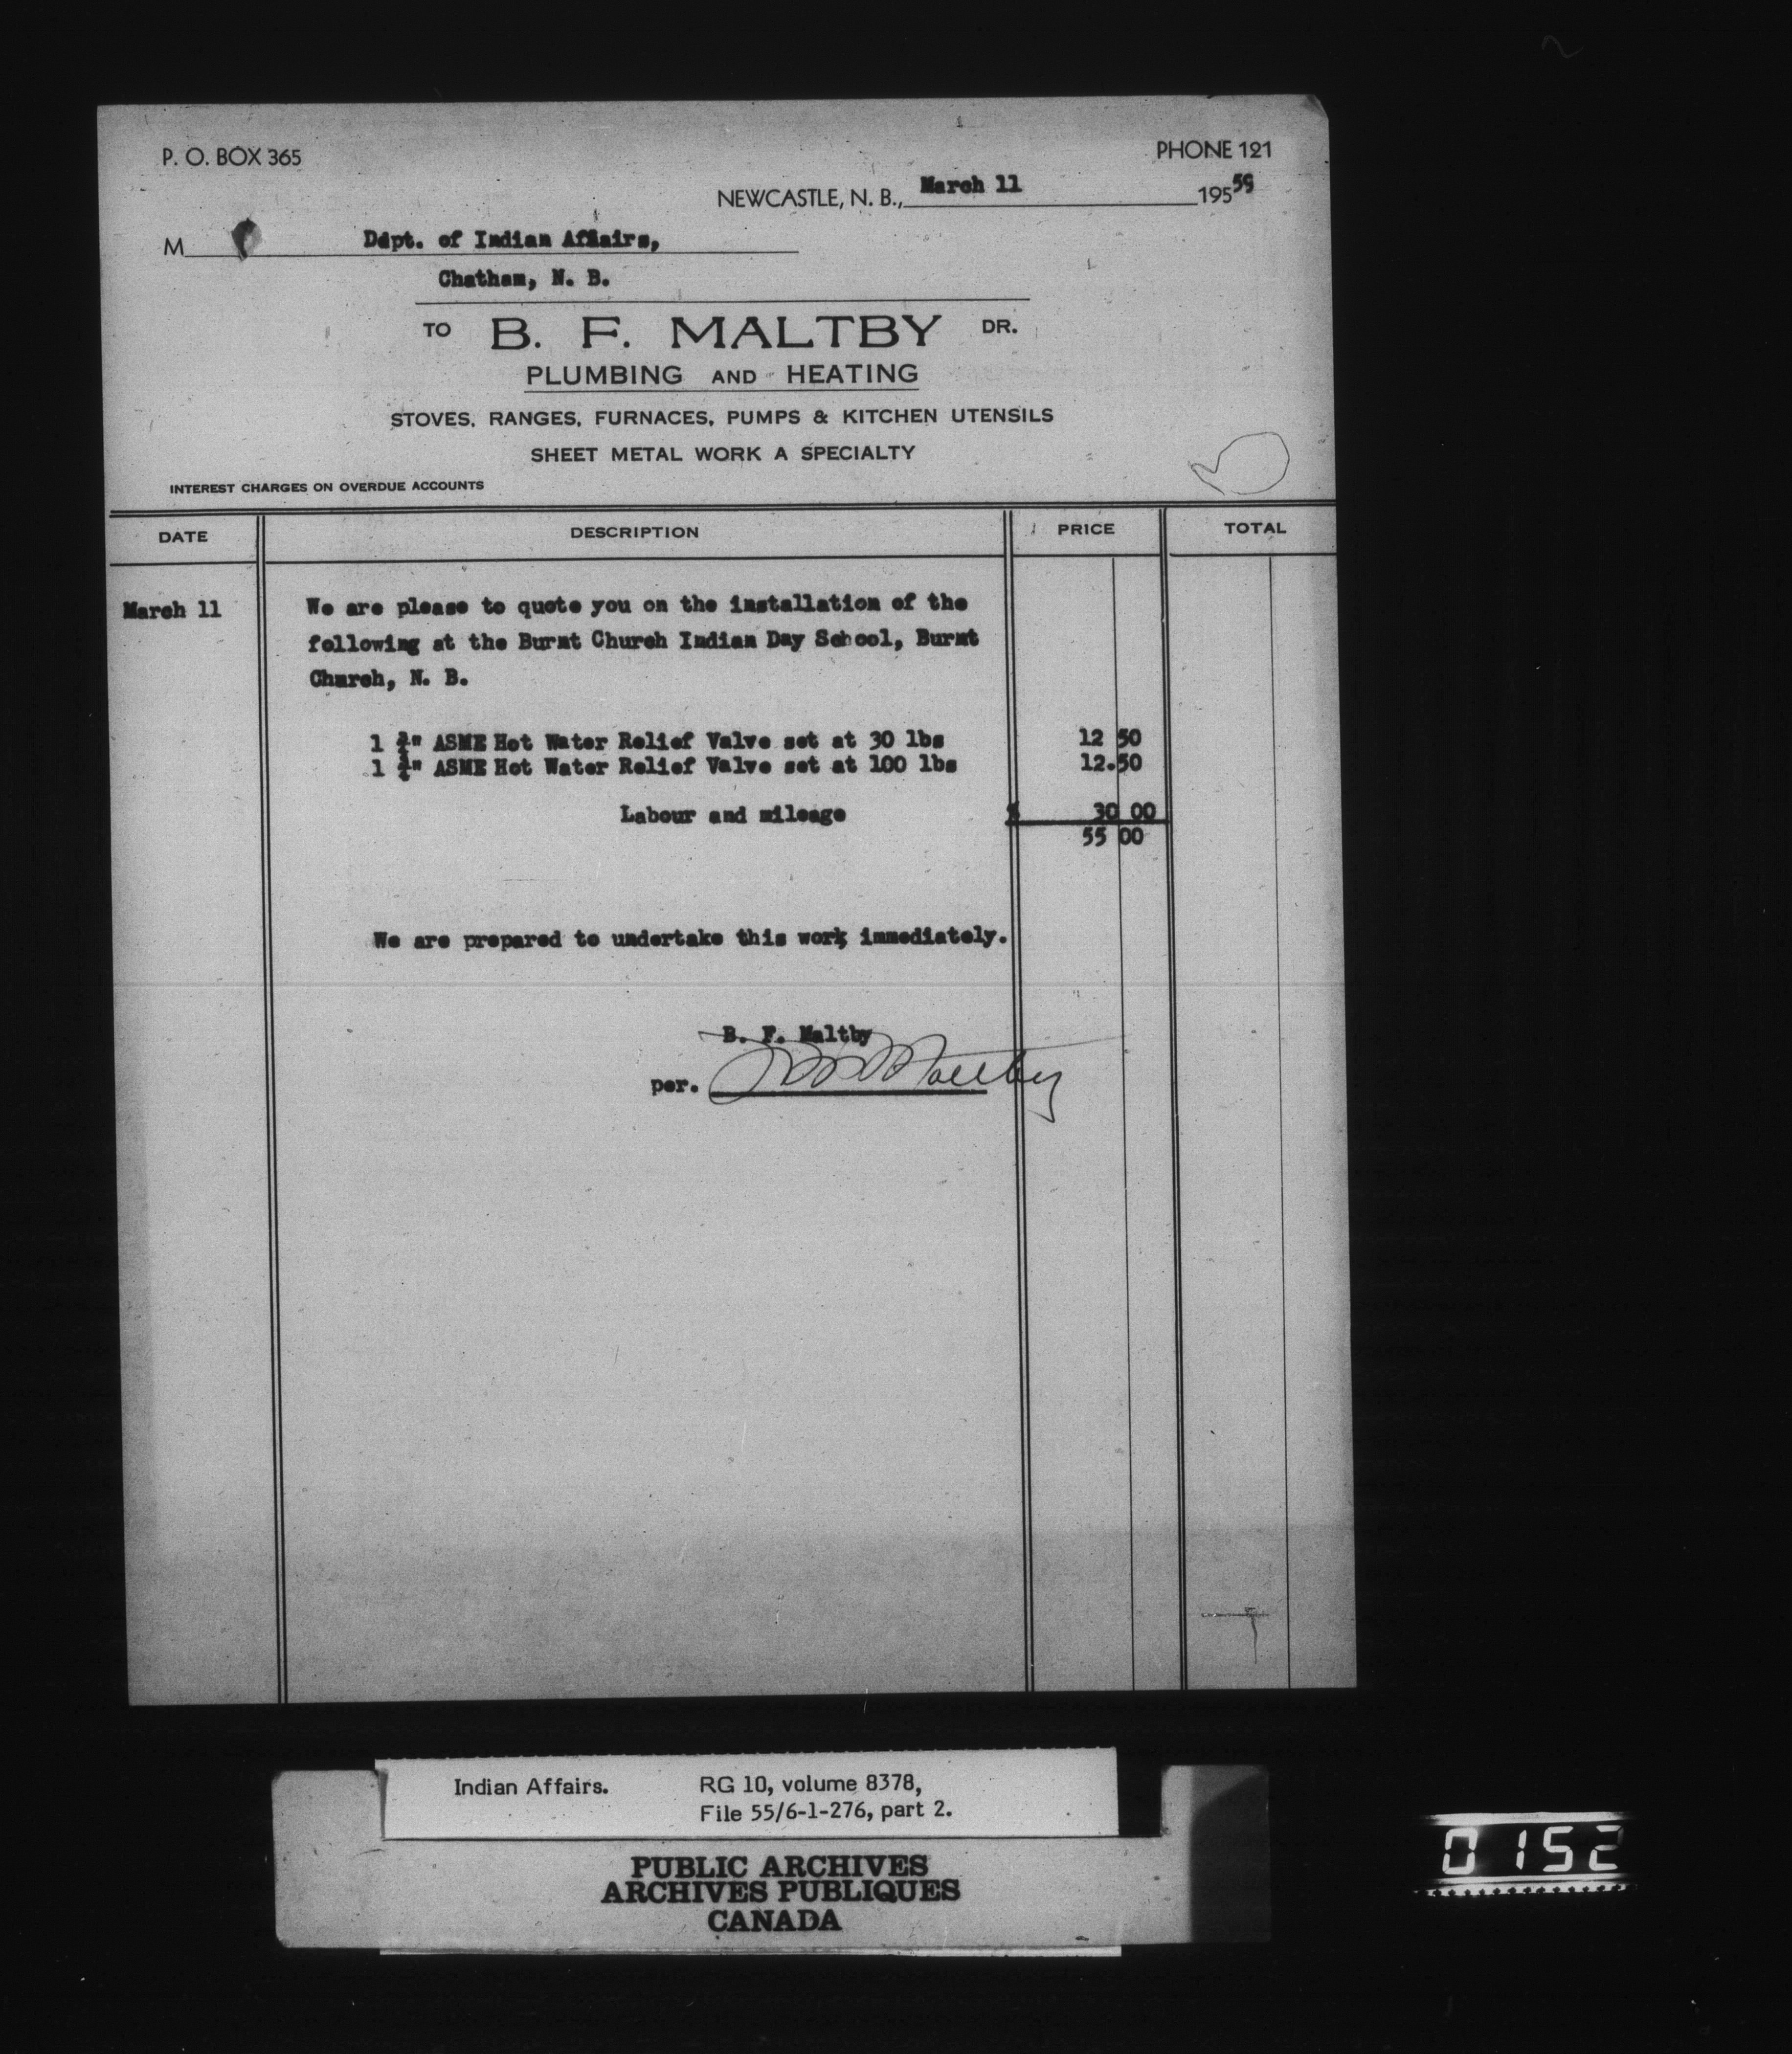 P. O. BOX 365
PHONE 121
NEWCASTLE, N. B., March 11 19559
M Dept. of Indian Affairs,
Chatham, N. B.
TO B. F. MALTBY DR.
PLUMBING AND HEATING
STOVES, RANGES, FURNACES, PUMPS & KITCHEN UTENSILS
SHEET METAL WORK A SPECIALTY
INTEREST CHARGES ON OVERDUE ACCOUNTS
DATE DESCRIPTION PRICE TOTAL
March 11 We are please to quote you on the installation of the
following at the Burnt Church Indian Day School, Burnt
Church, N. B.
1 ¾" ASME Hot Water Relief Valve set at 30 lbs 12 50
1 ¾" ASME Hot Water Relief Valve set at 100 lbs 12.50
Labour and mileage $ 30 00
55 00
We are prepared to undertake this work immediately.
B. F. Maltby
per. Maltby
Indian Affairs. RG 10, volume 8378,
File 55/6-1-276, part 2.
PUBLIC ARCHIVES
ARCHIVES PUBLIQUES
CANADA
0152